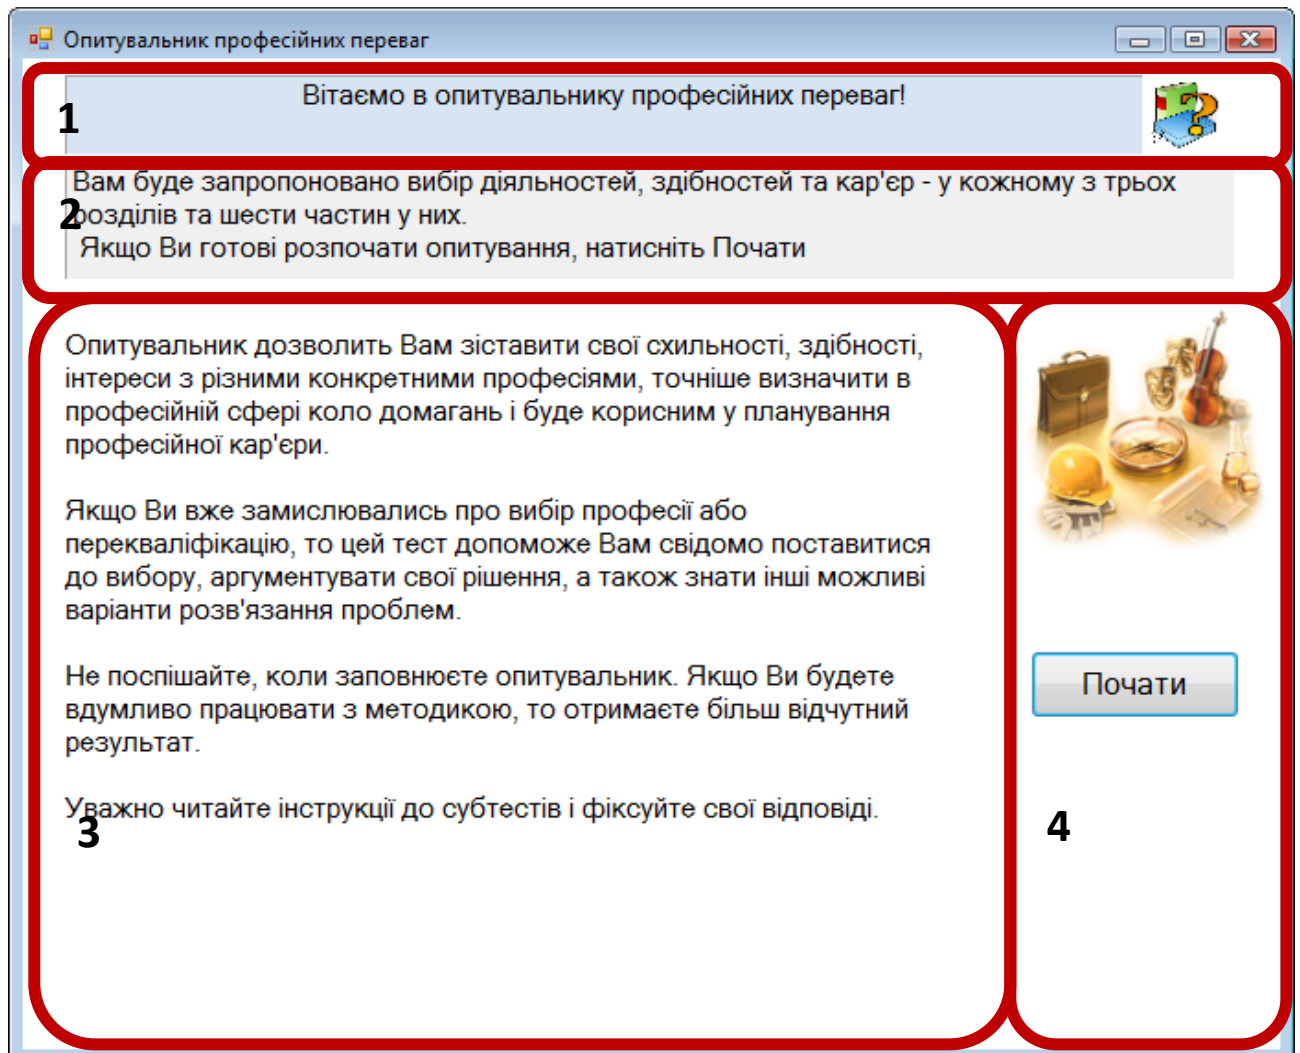 Опитувальник професійних переваг
Вітаємо в опитувальнику професійних переваг!
1
Вам буде запропоновано вибір діяльностей, здібностей та кар'єр - у кожному з трьох
розділів та шести частин у них.
2
Якщо Ви готові розпочати опитування, натисніть Почати
Опитувальник дозволить Вам зіставити свої схильності, здібності,
інтереси з різними конкретними професіями, точніше визначити в
професійній сфері коло домагань і буде корисним у планування
професійної кар'єри.
Якщо Ви вже замислювались про вибір професії або
перекваліфікацію, то цей тест допоможе Вам свідомо поставитися
до вибору, аргументувати свої рішення, а також знати інші можливі
варіанти розв'язання проблем.
Не поспішайте, коли заповнюєте опитувальник. Якщо Ви будете
вдумливо працювати з методикою, то отримаєте більш відчутний
результат.
Уважно читайте інструкції до субтестів і фіксуйте свої відповіді.
3
Почати
4